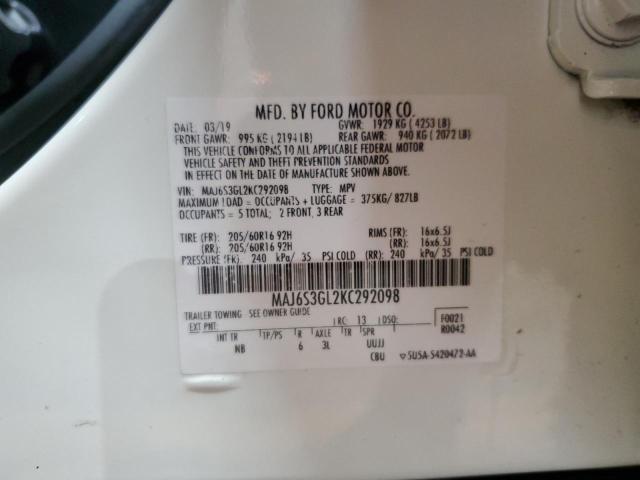 MFD. BY FORD MOTOR CO.
DATE: 03/19 GVWR: 1929 KG ( 4253 LB)
FRONT GAWR: 995 KG ( 2194 LB) REAR GAWR: 940 KG ( 2072 LB)
THIS VEHICLE CONFORMS TO ALL APPLICABLE FEDERAL MOTOR
VEHICLE SAFETY AND THEFT PREVENTION STANDARDS
IN EFFECT ON THE DATE OF MANUFACTURE SHOWN ABOVE.
VIN: MAJ6S3GL2KC292098 TYPE: MPV
MAXIMUM LOAD = OCCUPANTS + LUGGAGE = 375KG/ 827LB
OCCUPANTS = 5 TOTAL; 2 FRONT, 3 REAR
TIRE (FR): 205/60R16 92H RIMS (FR): 16x6.5J
(RR): 205/60R16 92H (RR): 16x6.5J
PRESSURE (FR): 240 kPa/ 35 PSI COLD (RR): 240 kPa/ 35 PSI COLD
MAJ6S3GL2KC292098
TRAILER TOWING SEE OWNER GUIDE
EXT PNT: RC: 13 DSO: F0021
R0042
INT TR TP/PS R AXLE TR SPR
NB 6 3L UUJJ
CBU 5U5A-S420472-AA